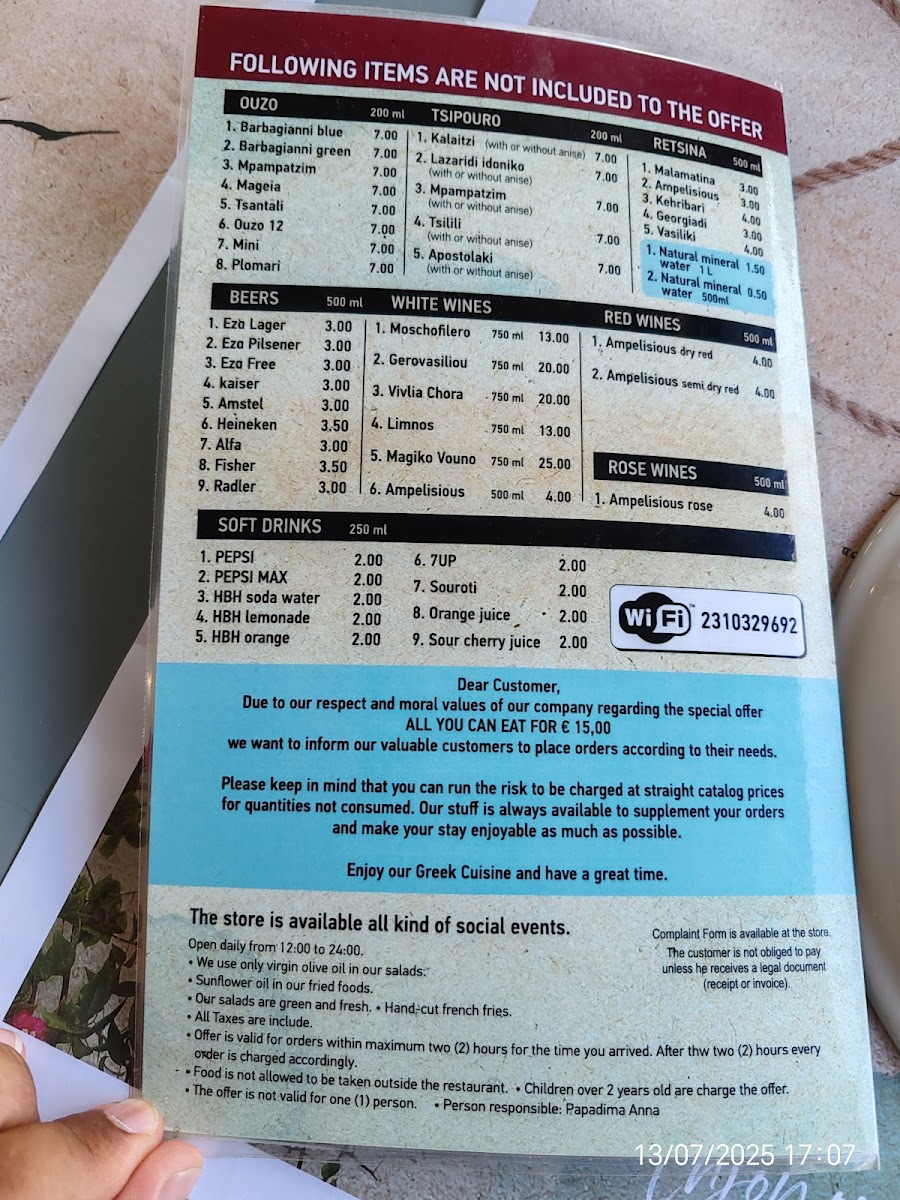 FOLLOWING ITEMS ARE NOT INCLUDED TO THE OFFER
OUZO 200 ml
1. Barbagianni blue 7.00
2. Barbagianni green 7.00
3. Mpampatzim 7.00
4. Mageia 7.00
5. Tsantali 7.00
6. Ouzo 12 7.00
7. Mini 7.00
8. Plomari 7.00
TSIPOURO 200 ml
1. Kalaitzi (with or without anise) 7.00
2. Lazaridi idoniko 7.00
(with or without anise)
3. Mpampatzim 7.00
(with or without anise)
4. Tsilili 7.00
(with or without anise)
5. Apostolaki 7.00
(with or without anise)
RETSINA 500 ml
1. Malamatina 3.00
2. Ampelisious 3.00
3. Kehribari 4.00
4. Georgiadi 3.00
5. Vasiliki 4.00
1. Natural mineral 1.50
water 1 L
2. Natural mineral 0.50
water 500ml
BEERS 500 ml
1. Eza Lager 3.00
2. Eza Pilsener 3.00
3. Eza Free 3.00
4. kaiser 3.00
5. Amstel 3.00
6. Heineken 3.50
7. Alfa 3.00
8. Fisher 3.50
9. Radler 3.00
WHITE WINES
1. Moschofilero 750 ml 13.00
2. Gerovasiliou 750 ml 20.00
3. Vivlia Chora 750 ml 20.00
4. Limnos 750 ml 13.00
5. Magiko Vouno 750 ml 25.00
6. Ampelisious 500 ml 4.00
RED WINES 500 ml
1. Ampelisious dry red 4.00
2. Ampelisious semi dry red 4.00
ROSE WINES 500 ml
1. Ampelisious rose 4.00
SOFT DRINKS 250 ml
1. PEPSI 2.00
2. PEPSI MAX 2.00
3. HBH soda water 2.00
4. HBH lemonade 2.00
5. HBH orange 2.00
6. 7UP 2.00
7. Souroti 2.00
8. Orange juice 2.00
9. Sour cherry juice 2.00
WiFi 2310329692
Dear Customer,
Due to our respect and moral values of our company regarding the special offer
ALL YOU CAN EAT FOR € 15,00
we want to inform our valuable customers to place orders according to their needs.
Please keep in mind that you can run the risk to be charged at straight catalog prices
for quantities not consumed. Our stuff is always available to supplement your orders
and make your stay enjoyable as much as possible.
Enjoy our Greek Cuisine and have a great time.
The store is available all kind of social events.
Open daily from 12:00 to 24:00.
• We use only virgin olive oil in our salads.
• Sunflower oil in our fried foods.
• Our salads are green and fresh. • Hand-cut french fries.
• All Taxes are include.
• Offer is valid for orders within maximum two (2) hours for the time you arrived. After thw two (2) hours every
order is charged accordingly.
• Food is not allowed to be taken outside the restaurant. • Children over 2 years old are charge the offer.
• The offer is not valid for one (1) person. • Person responsible: Papadima Anna
Complaint Form is available at the store.
The customer is not obliged to pay
unless he receives a legal document
(receipt or invoice).
13/07/2025 17:07